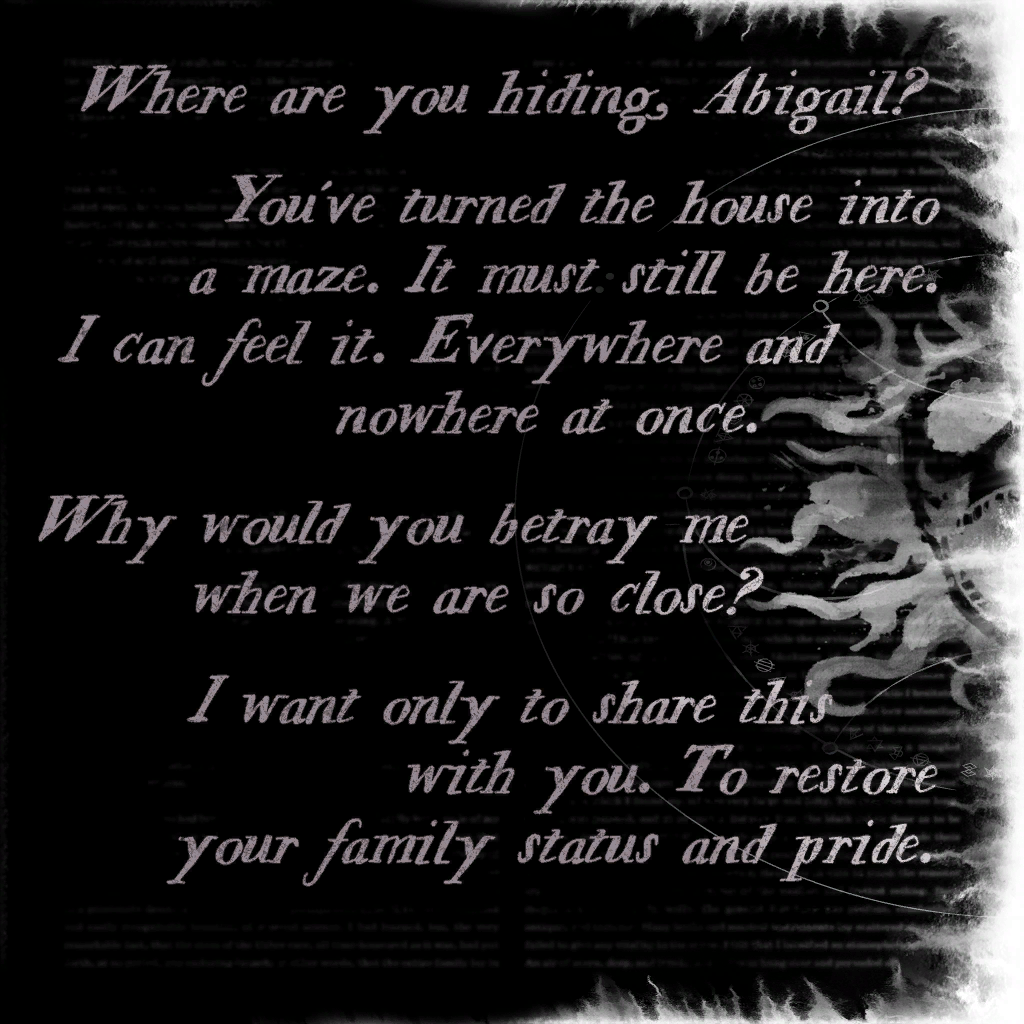 Where are you hiding, Abigail?
You've turned the house into
a maze. It must still be here.
I can feel it. Everywhere and
nowhere at once.
Why would you betray me
when we are so close?
I want only to share this
with you. To restore
your family status and pride.